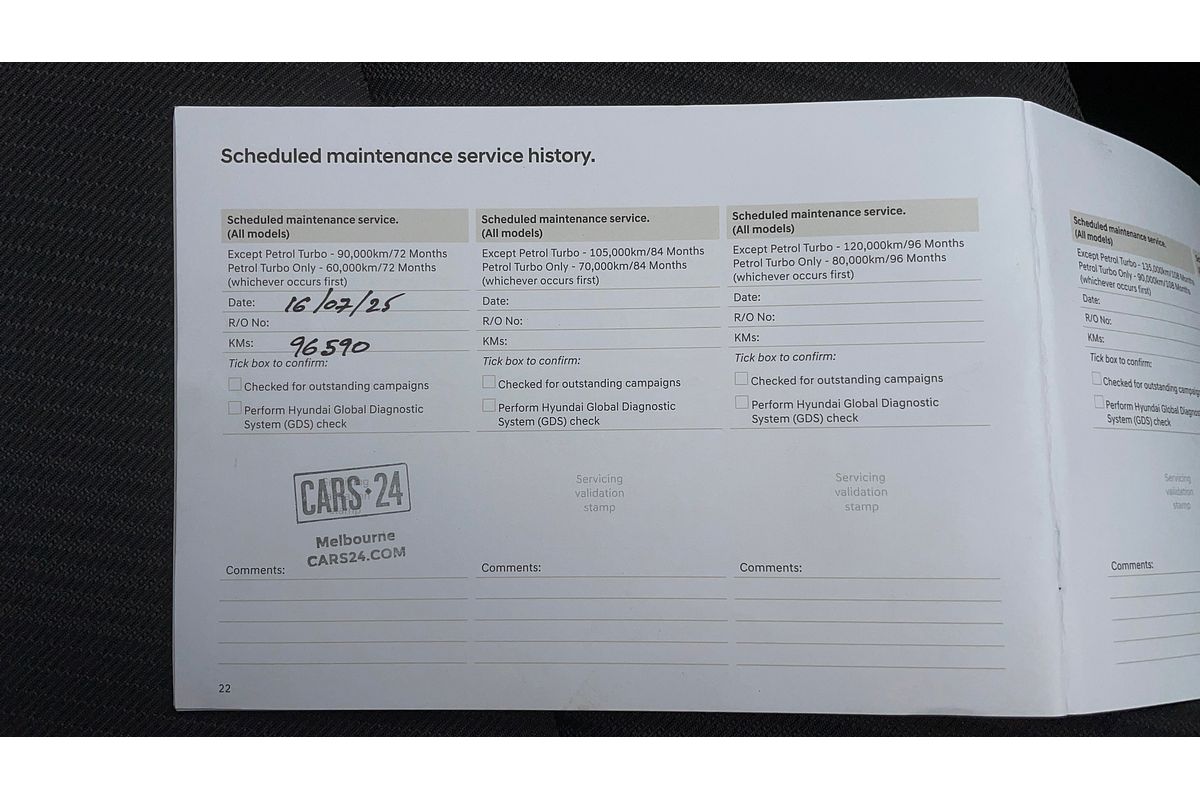 Scheduled maintenance service history.
Scheduled maintenance service.
(All models)
Except Petrol Turbo - 90,000km/72 Months
Petrol Turbo Only - 60,000km/72 Months
(whichever occurs first)
Date: 16/07/25
R/O No:
KMs: 96590
Tick box to confirm:
Checked for outstanding campaigns
Perform Hyundai Global Diagnostic
System (GDS) check
CARS24
Melbourne
CARS24.COM
Comments:
Scheduled maintenance service.
(All models)
Except Petrol Turbo - 105,000km/84 Months
Petrol Turbo Only - 70,000km/84 Months
(whichever occurs first)
Date:
R/O No:
KMs:
Tick box to confirm:
Checked for outstanding campaigns
Perform Hyundai Global Diagnostic
System (GDS) check
Servicing
validation
stamp
Comments:
Scheduled maintenance service.
(All models)
Except Petrol Turbo - 120,000km/96 Months
Petrol Turbo Only - 80,000km/96 Months
(whichever occurs first)
Date:
R/O No:
KMs:
Tick box to confirm:
Checked for outstanding campaigns
Perform Hyundai Global Diagnostic
System (GDS) check
Servicing
validation
stamp
Comments:
22
Scheduled maintenance service.
(All models)
Except Petrol Turbo - 135,000km/108 Months
Petrol Turbo Only - 90,000km/108 Months
(whichever occurs first)
Date:
R/O No:
KMs:
Tick box to confirm:
Checked for outstanding
Perform Hyundai Global
System (GDS) check
validation
stamp
Comments: